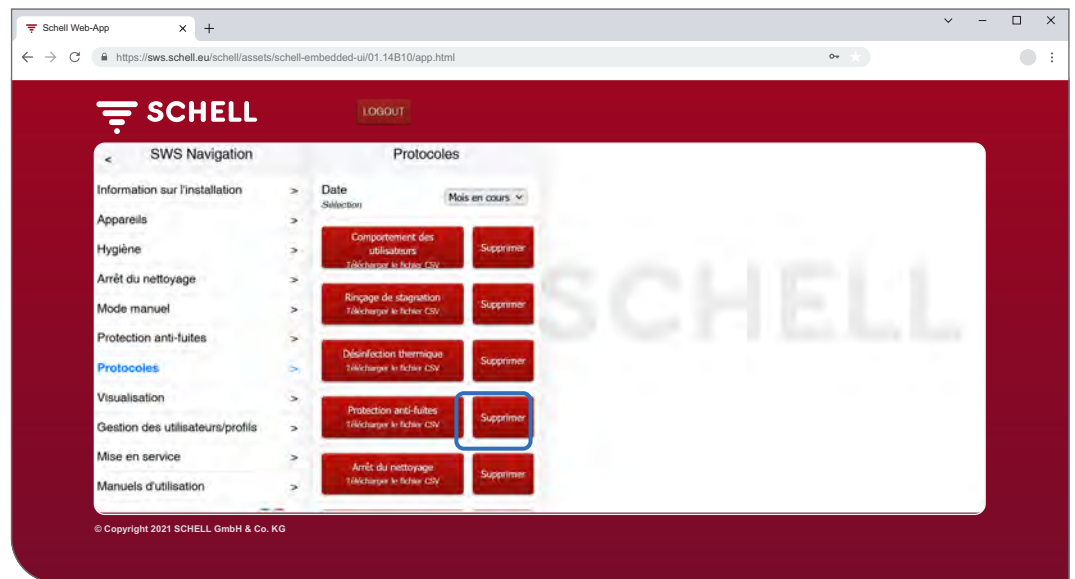 Schell Web-App
https://sws.schell.eu/schell/assets/schell-embedded-ui/01.14B10/app.html
SCHELL
LOGOUT
< SWS Navigation
Information sur l'installation >
Appareils >
Hygiène >
Arrêt du nettoyage >
Mode manuel >
Protection anti-fuites >
Protocoles >
Visualisation >
Gestion des utilisateurs/profils >
Mise en service >
Manuels d'utilisation >
Protocoles
Date
Sélection
Mois en cours
Comportement des
utilisateurs
Télécharger le fichier CSV
Supprimer
Rinçage de stagnation
Télécharger le fichier CSV
Supprimer
Désinfection thermique
Télécharger le fichier CSV
Supprimer
Protection anti-fuites
Télécharger le fichier CSV
Supprimer
Arrêt du nettoyage
Télécharger le fichier CSV
Supprimer
SCHELL
© Copyright 2021 SCHELL GmbH & Co. KG